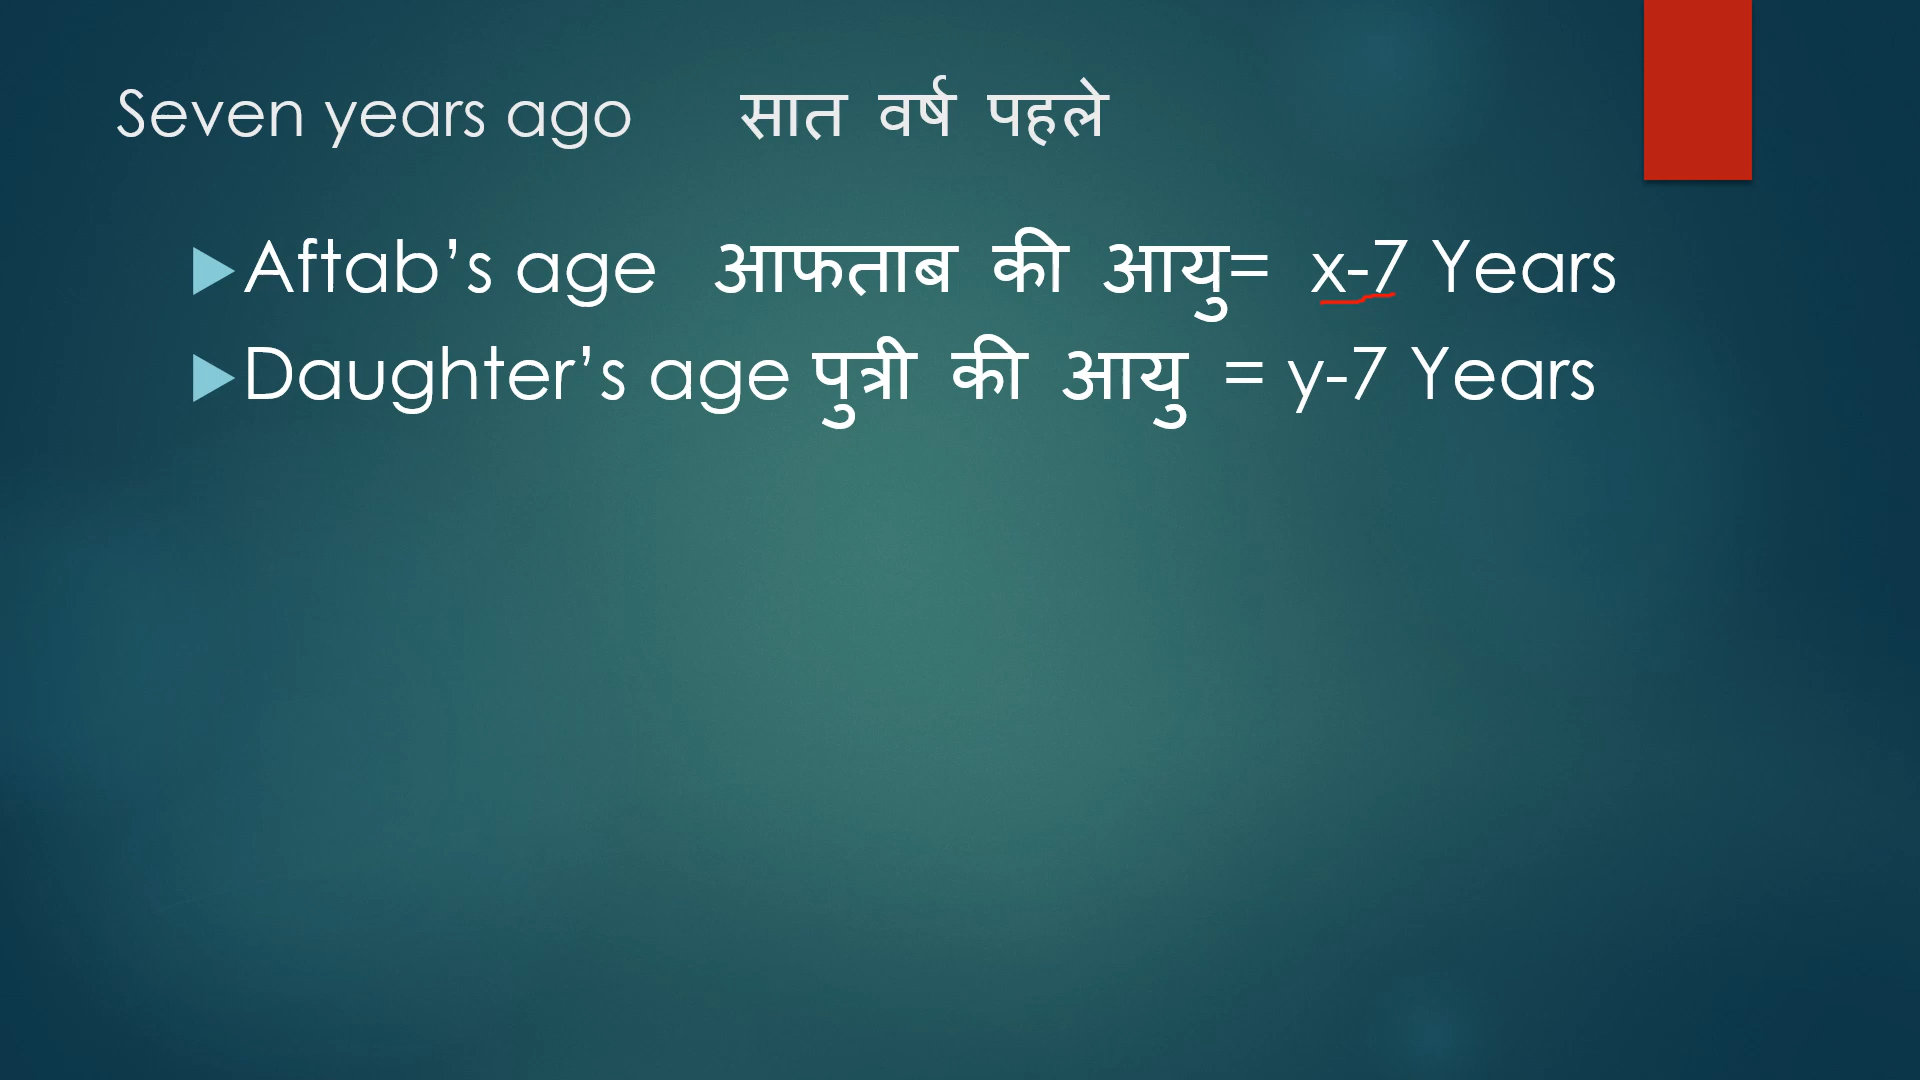 Seven years ago सात वर्ष पहले
Aftab’s age आफताब की आयु= x-7 Years
Daughter’s age पुत्री की आयु = y-7 Years